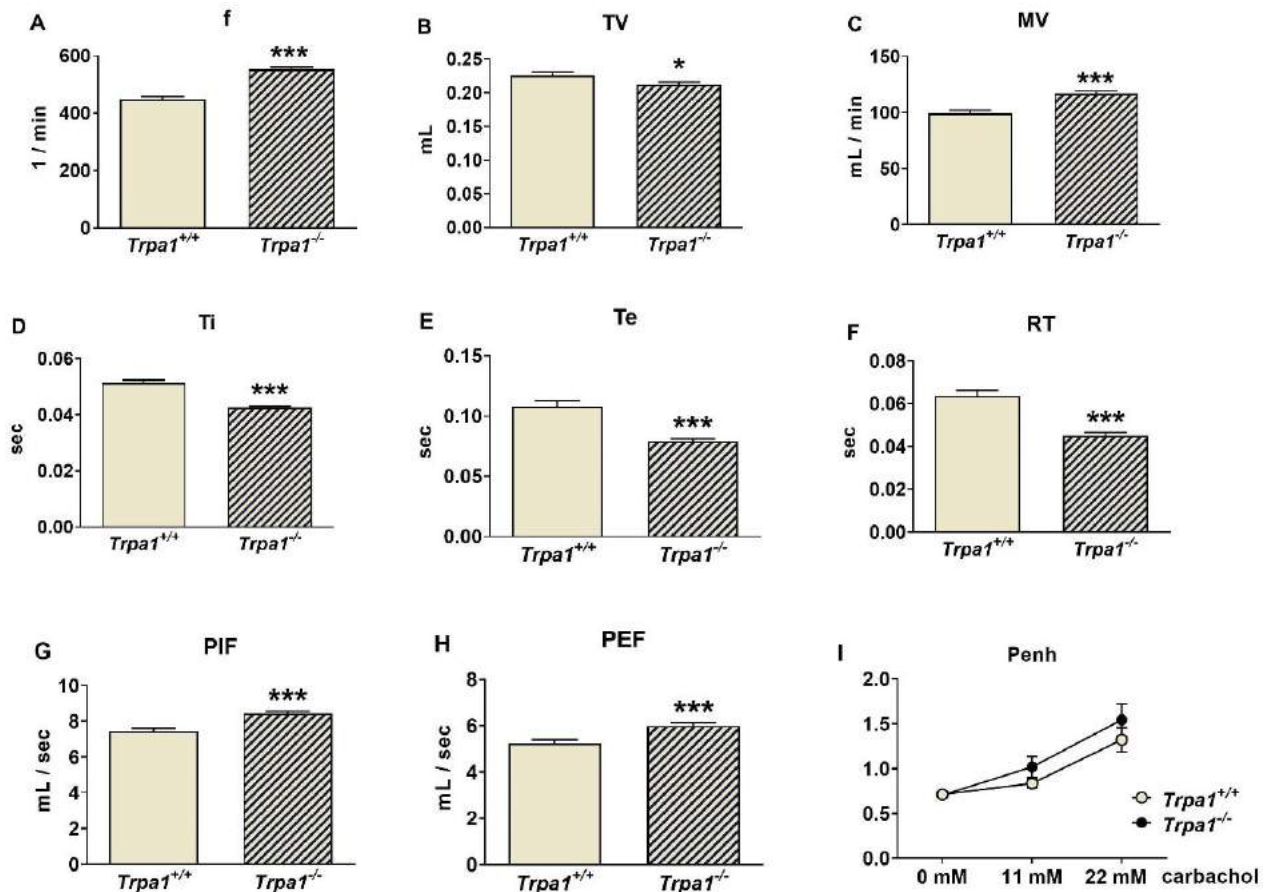 A
f
600
400
200
0
1 / min
***
Trpa1+/+
Trpa1-/-
B
TV
0.25
0.20
0.15
0.10
0.05
0.00
mL
*
Trpa1+/+
Trpa1-/-
C
MV
150
100
50
0
mL / min
***
Trpa1+/+
Trpa1-/-
D
Ti
0.06
0.04
0.02
0.00
sec
***
Trpa1+/+
Trpa1-/-
E
Te
0.15
0.10
0.05
0.00
sec
***
Trpa1+/+
Trpa1-/-
F
RT
0.08
0.06
0.04
0.02
0.00
sec
***
Trpa1+/+
Trpa1-/-
G
PIF
10
8
6
4
2
0
mL / sec
***
Trpa1+/+
Trpa1-/-
H
PEF
8
6
4
2
0
mL / sec
***
Trpa1+/+
Trpa1-/-
I
Penh
2.0
1.5
1.0
0.5
0.0
Trpa1+/+
Trpa1-/-
0 mM 11 mM 22 mM carbachol